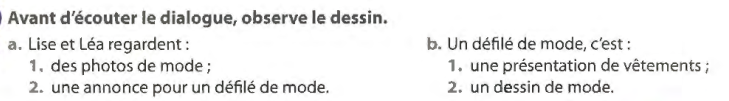 Avant d'écouter le dialogue, observe le dessin.
a. Lise et Léa regardent :
1. des photos de mode ;
2. une annonce pour un défilé de mode.
b. Un défilé de mode, c'est :
1. une présentation de vêtements ;
2. un dessin de mode.